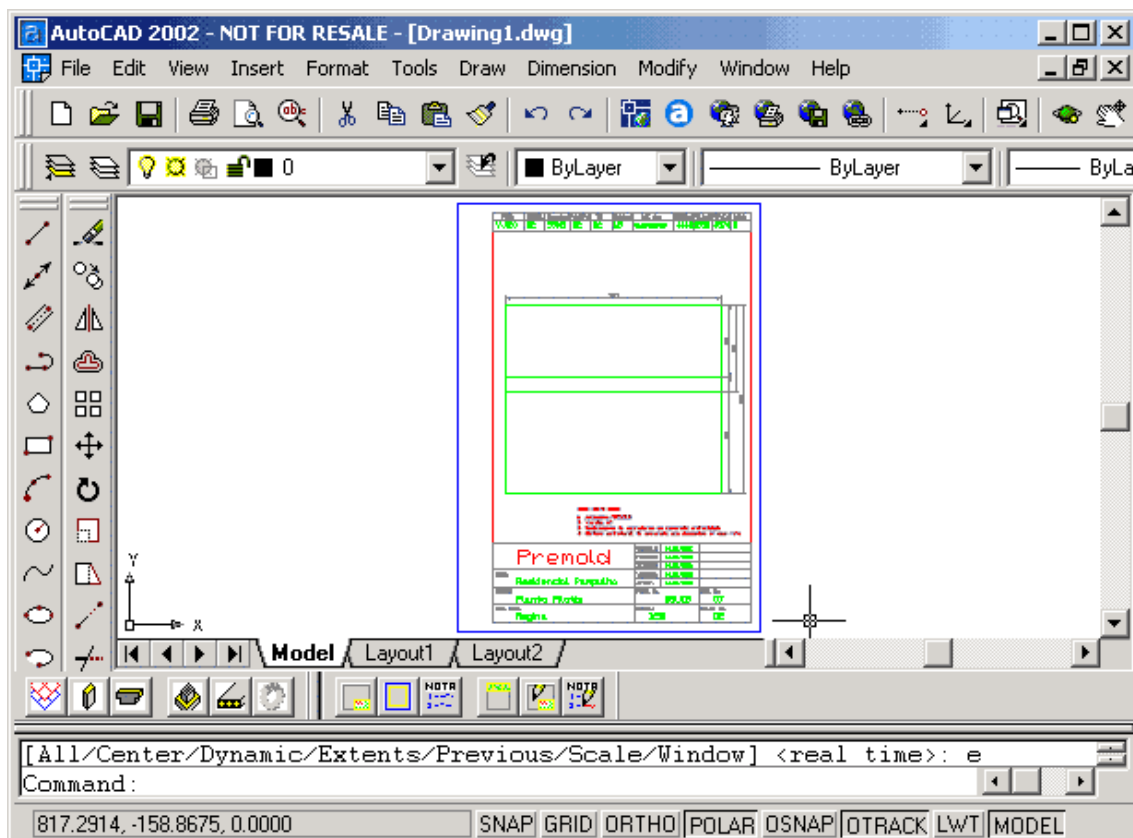 AutoCAD 2002 - NOT FOR RESALE - [Drawing1.dwg]
File Edit View Insert Format Tools Draw Dimension Modify Window Help
0 ByLayer ByLayer ByLa
Premold
Residencial
Planta
Regina
Y
X
Model Layout1 Layout2
NOTA NOTA
[All/Center/Dynamic/Extents/Previous/Scale/Window] <real time>: e
Command:
817.2914, -158.8675, 0.0000 SNAP GRID ORTHO POLAR OSNAP OTRACK LWT MODEL